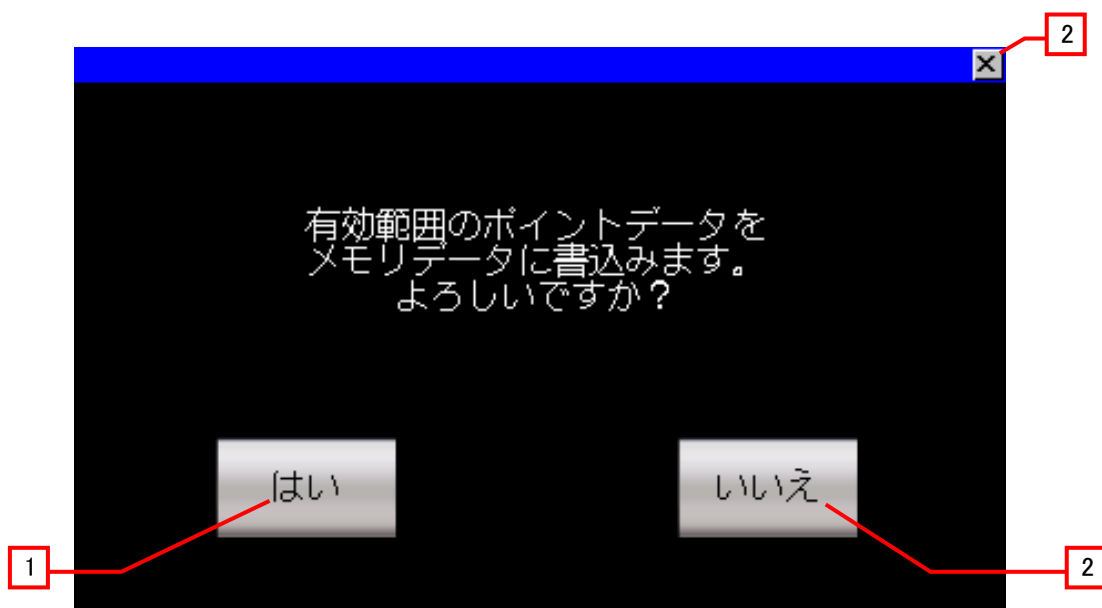 2
×
有効範囲のポイントデータを
メモリデータに書込みます。
よろしいですか？
はい
いいえ
1
2